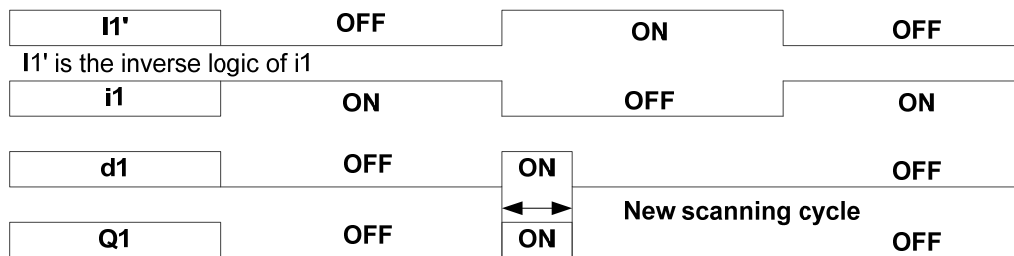 I1' OFF ON OFF
I1' is the inverse logic of i1
i1 ON OFF ON
d1 OFF ON OFF
New scanning cycle
Q1 OFF ON OFF